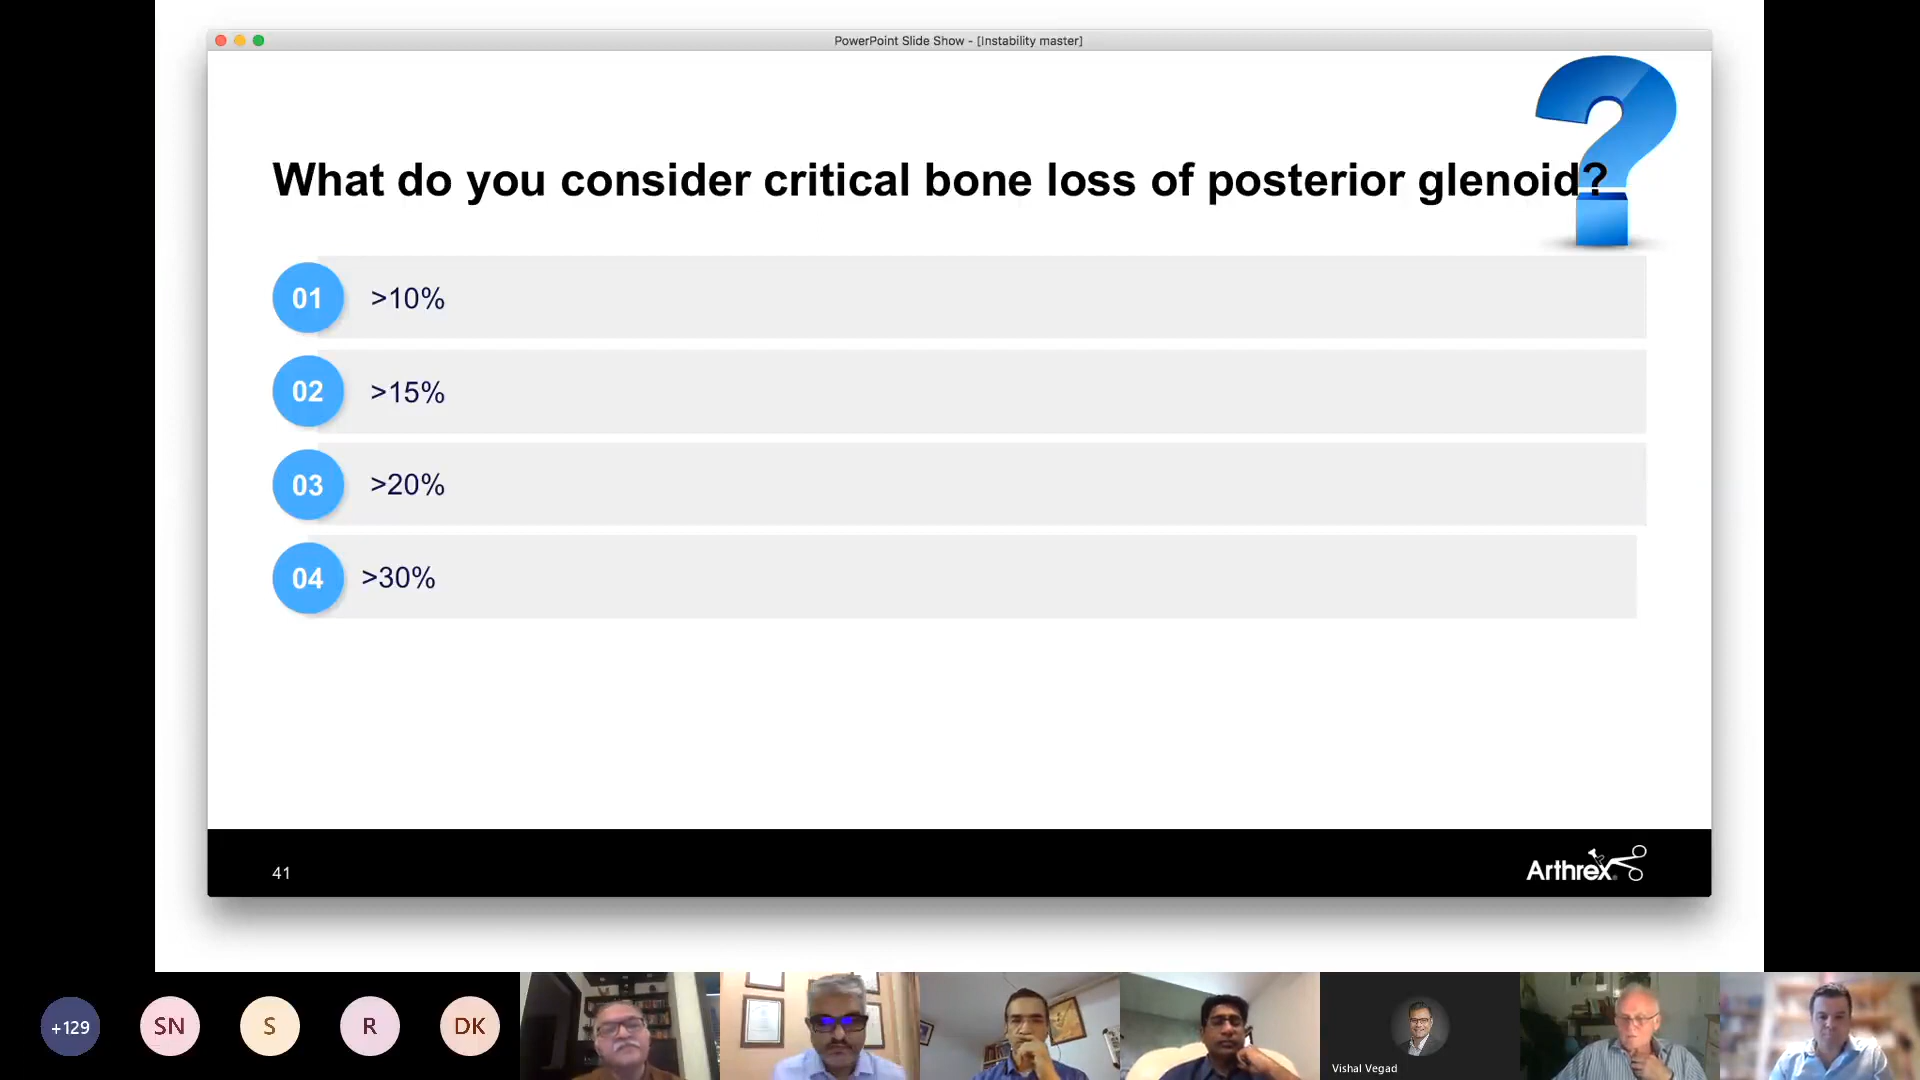 PowerPoint Slide Show - [Instability master]
What do you consider critical bone loss of posterior glenoid?
01 >10%
02 >15%
03 >20%
04 >30%
41
Arthrex
+129
SN
S
R
DK
Vishal Vegad